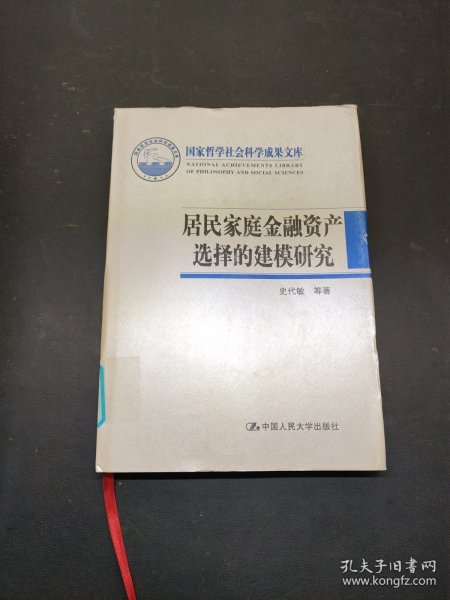 国家哲学社会科学成果文库
NATIONAL ACHIEVEMENTS LIBRARY
OF PHILOSOPHY AND SOCIAL SCIENCES
居民家庭金融资产
选择的建模研究
史代敏 等著
中国人民大学出版社
孔夫子旧书网
www.kongfz.com